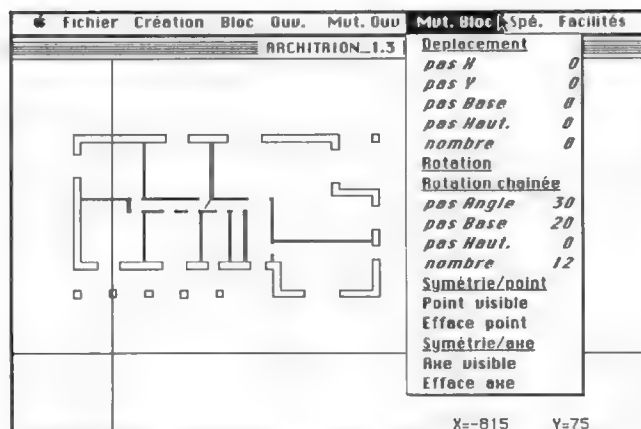 Fichier Création Bloc Ouv. Mvt. Ouv Mvt. Bloc Spé. Facilités
ARCHITRION_1.3
Deplacement
pas X 0
pas Y 0
pas Base 0
pas Haut. 0
nombre 0
Rotation
Rotation chainée
pas Angle 30
pas Base 20
pas Haut. 0
nombre 12
Symétrie/point
Point visible
Efface point
Symétrie/axe
Axe visible
Efface axe
X=-815 Y=75